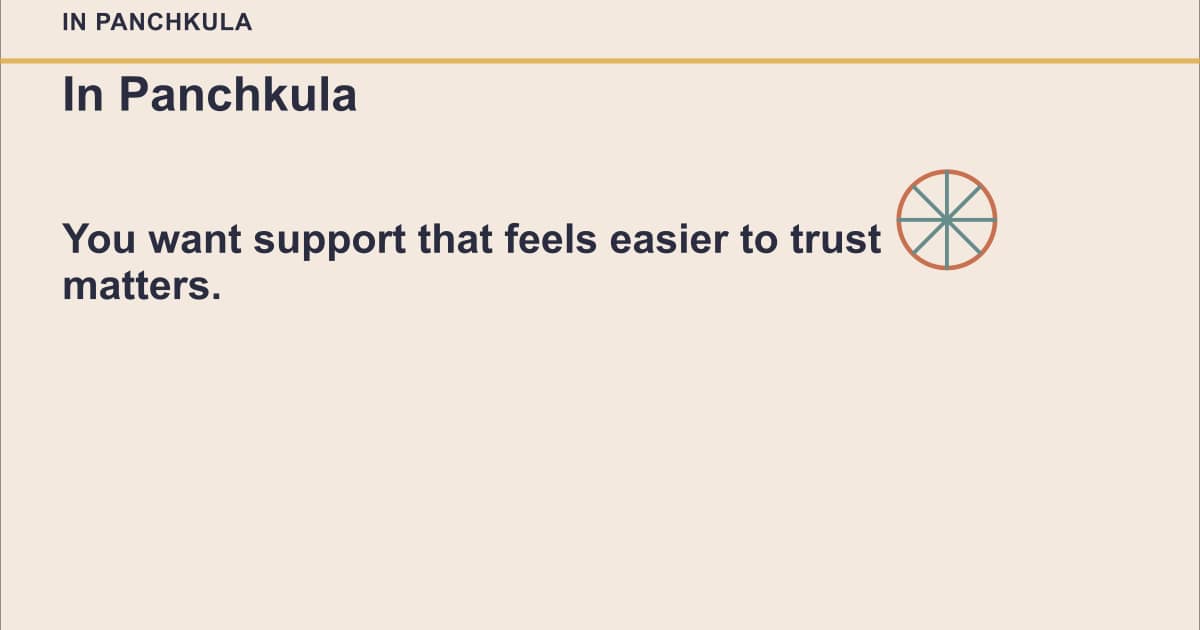 IN PANCHKULA
In Panchkula
You want support that feels easier to trust
matters.